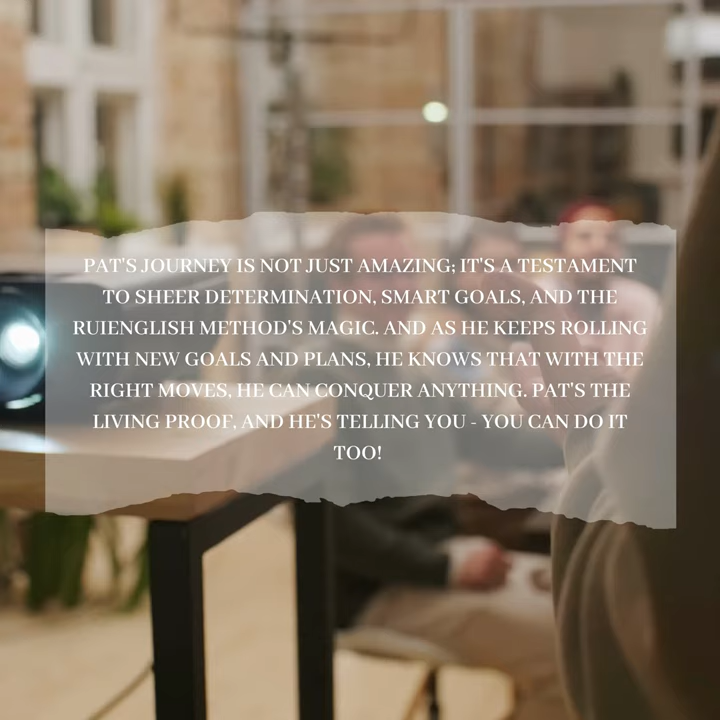 PAT'S JOURNEY IS NOT JUST AMAZING; IT'S A TESTAMENT
TO SHEER DETERMINATION, SMART GOALS, AND THE
RUIENGLISH METHOD'S MAGIC. AND AS HE KEEPS ROLLING
WITH NEW GOALS AND PLANS, HE KNOWS THAT WITH THE
RIGHT MOVES, HE CAN CONQUER ANYTHING. PAT'S THE
LIVING PROOF, AND HE'S TELLING YOU - YOU CAN DO IT
TOO!